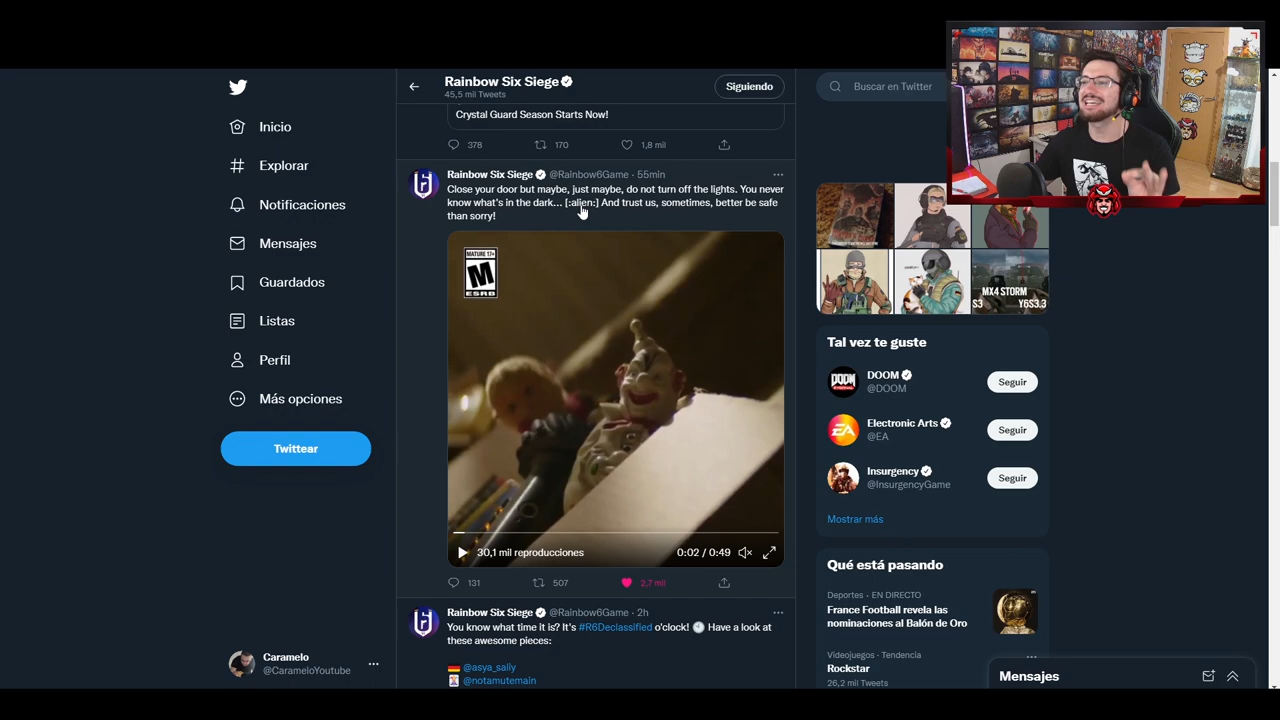 Inicio
Explorar
Notificaciones
Mensajes
Guardados
Listas
Perfil
Más opciones
Twittear
Caramelo
@CarameloYoutube
Rainbow Six Siege
45,5 mil Tweets
Siguiendo
Crystal Guard Season Starts Now!
378 170 1,8 mil
Rainbow Six Siege @Rainbow6Game · 55min
Close your door but maybe, just maybe, do not turn off the lights. You never
know what's in the dark... [:alien:] And trust us, sometimes, better be safe
than sorry!
MATURE 17+
M
ESRB
30,1 mil reproducciones
0:02 / 0:49
131 507 2,7 mil
Rainbow Six Siege @Rainbow6Game · 2h
You know what time it is? It's #R6Declassified o'clock! Have a look at
these awesome pieces:
@asya_sally
@notamutemain
Buscar en Twitter
MX4 STORM
S3 Y6S3.3
Tal vez te guste
DOOM
@DOOM
Seguir
Electronic Arts
@EA
Seguir
Insurgency
@InsurgencyGame
Seguir
Mostrar más
Qué está pasando
Deportes · EN DIRECTO
France Football revela las
nominaciones al Balón de Oro
Videojuegos · Tendencia
Rockstar
26,2 mil Tweets
Mensajes